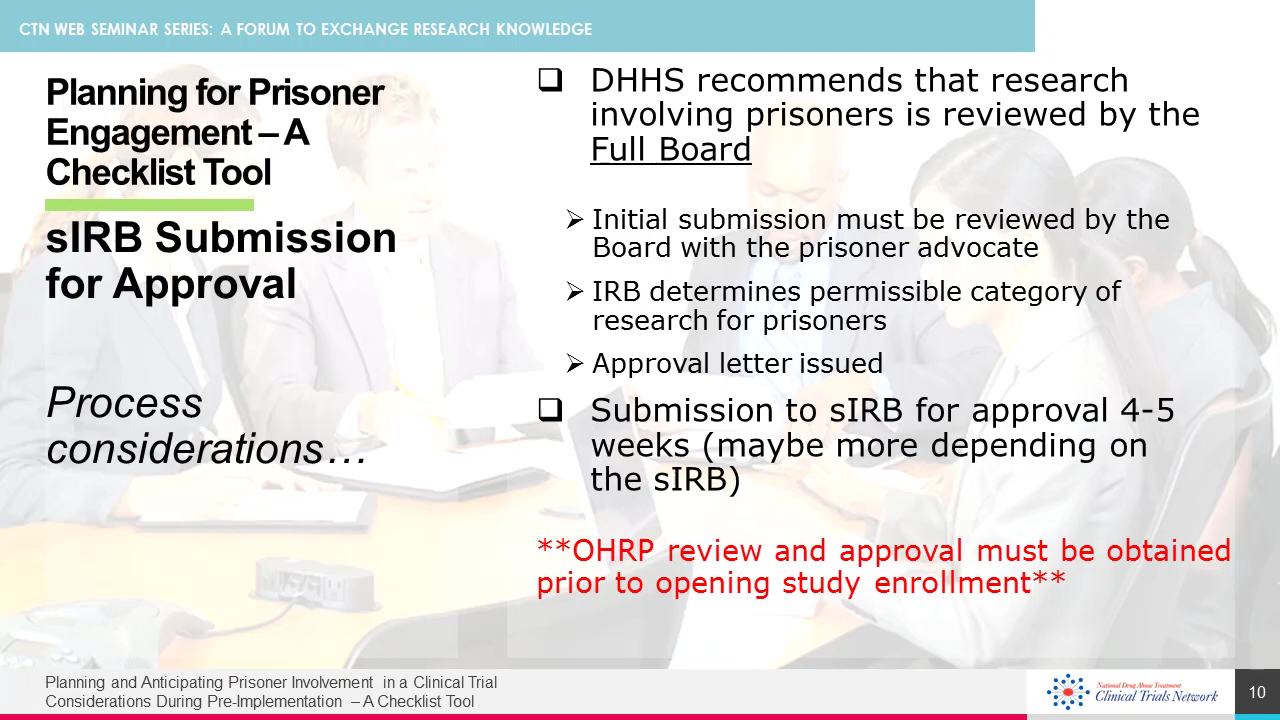 CTN WEB SEMINAR SERIES: A FORUM TO EXCHANGE RESEARCH KNOWLEDGE
Planning for Prisoner
Engagement – A
Checklist Tool
sIRB Submission
for Approval
Process
considerations…
❑ DHHS recommends that research
involving prisoners is reviewed by the
Full Board
➢ Initial submission must be reviewed by the
Board with the prisoner advocate
➢ IRB determines permissible category of
research for prisoners
➢ Approval letter issued
❑ Submission to sIRB for approval 4-5
weeks (maybe more depending on
the sIRB)
**OHRP review and approval must be obtained
prior to opening study enrollment**
Planning and Anticipating Prisoner Involvement in a Clinical Trial
Considerations During Pre-Implementation – A Checklist Tool
National Drug Abuse Treatment
Clinical Trials Network
10